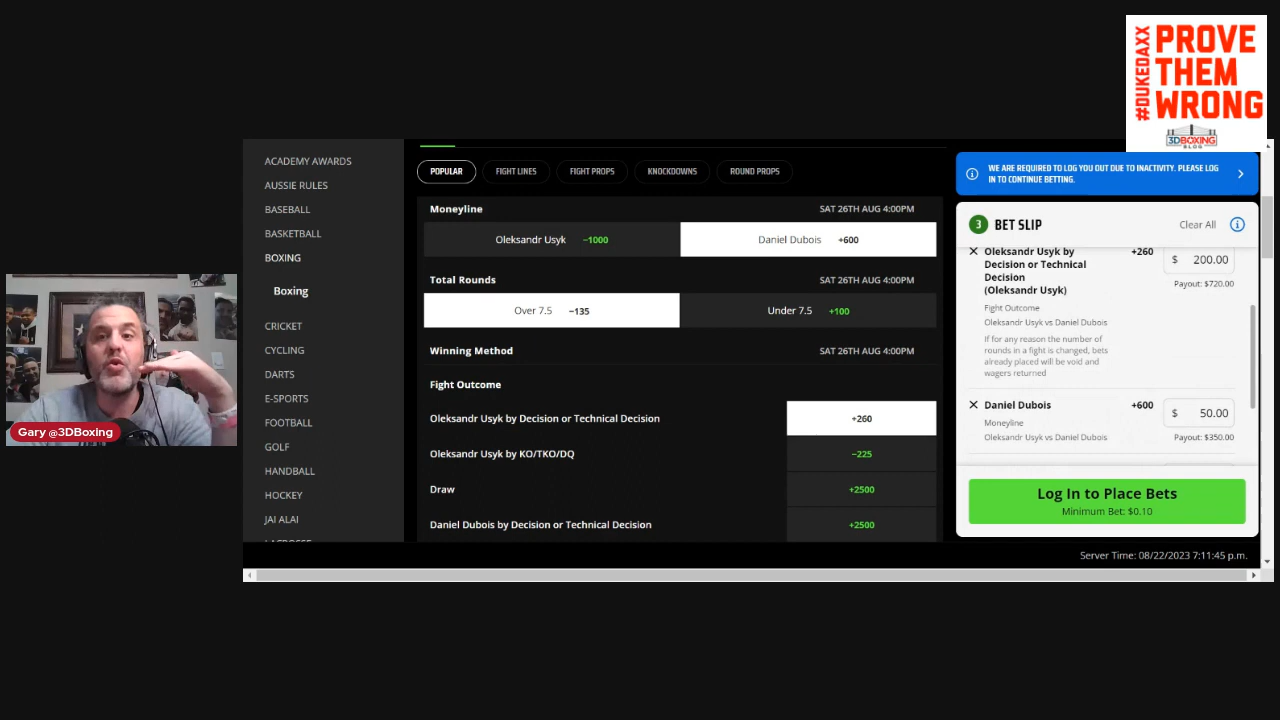 #DUKEDAXX
PROVE
THEM
WRONG
3DBOXING
BLOG
Gary @3DBoxing
ACADEMY AWARDS
AUSSIE RULES
BASEBALL
BASKETBALL
BOXING
Boxing
CRICKET
CYCLING
DARTS
E-SPORTS
FOOTBALL
GOLF
HANDBALL
HOCKEY
JAI ALAI
LACROSSE
POPULAR FIGHT LINES FIGHT PROPS KNOCKDOWNS ROUND PROPS
Moneyline SAT 26TH AUG 4:00PM
Oleksandr Usyk −1000 Daniel Dubois +600
Total Rounds SAT 26TH AUG 4:00PM
Over 7.5 −135 Under 7.5 +100
Winning Method SAT 26TH AUG 4:00PM
Fight Outcome
Oleksandr Usyk by Decision or Technical Decision +260
Oleksandr Usyk by KO/TKO/DQ −225
Draw +2500
Daniel Dubois by Decision or Technical Decision +2500
WE ARE REQUIRED TO LOG YOU OUT DUE TO INACTIVITY. PLEASE LOG
IN TO CONTINUE BETTING.
3 BET SLIP Clear All
Oleksandr Usyk by +260 $ 200.00
Decision or Technical
Decision
(Oleksandr Usyk) Payout: $720.00
Fight Outcome
Oleksandr Usyk vs Daniel Dubois
If for any reason the number of
rounds in a fight is changed, bets
already placed will be void and
wagers returned
Daniel Dubois +600 $ 50.00
Moneyline
Oleksandr Usyk vs Daniel Dubois Payout: $350.00
Log In to Place Bets
Minimum Bet: $0.10
Server Time: 08/22/2023 7:11:45 p.m.